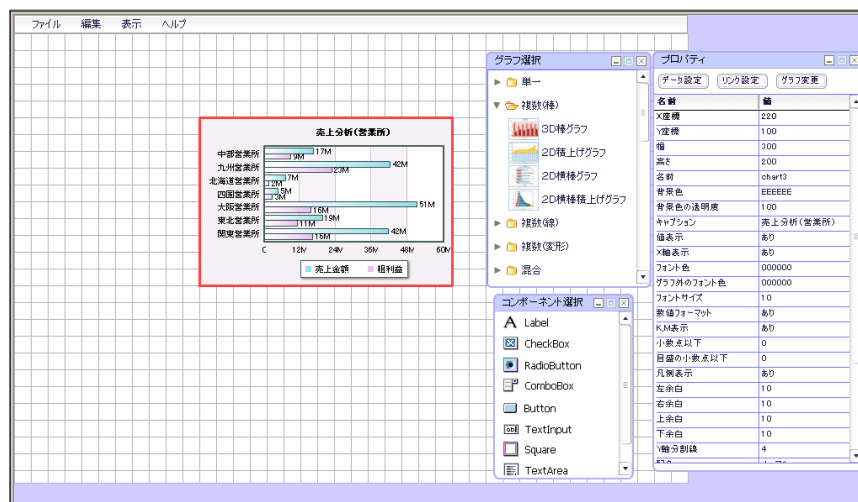 ファイル 編集 表示 ヘルプ
売上分析(営業所)
中部営業所 17M 9M
九州営業所 42M 23M
北海道営業所 7M 2M
四国営業所 5M 3M
大阪営業所 51M 16M
東北営業所 19M 11M
関東営業所 42M 16M
12M 24M 36M 48M 60M
売上金額 粗利益
グラフ選択
単一
複数(棒)
3D棒グラフ
2D積上げグラフ
2D横棒グラフ
2D横棒積上げグラフ
複数(線)
複数(変形)
混合
コンポーネント選択
A Label
CheckBox
RadioButton
ComboBox
Button
TextInput
Square
TextArea
プロパティ
データ設定 リンク設定 グラフ変更
名前 値
X座標 220
Y座標 100
幅 300
高さ 200
名前 chart3
背景色 EEEEEE
背景色の透明度 100
キャプション 売上分析(営業所)
値表示 あり
X軸表示 あり
フォント色 000000
グラフ外のフォント色 000000
フォントサイズ 10
数値フォーマット あり
K,M表示 あり
小数点以下 0
目盛の小数点以下 0
凡例表示 あり
左余白 10
右余白 10
上余白 10
下余白 10
Y軸分割線 4